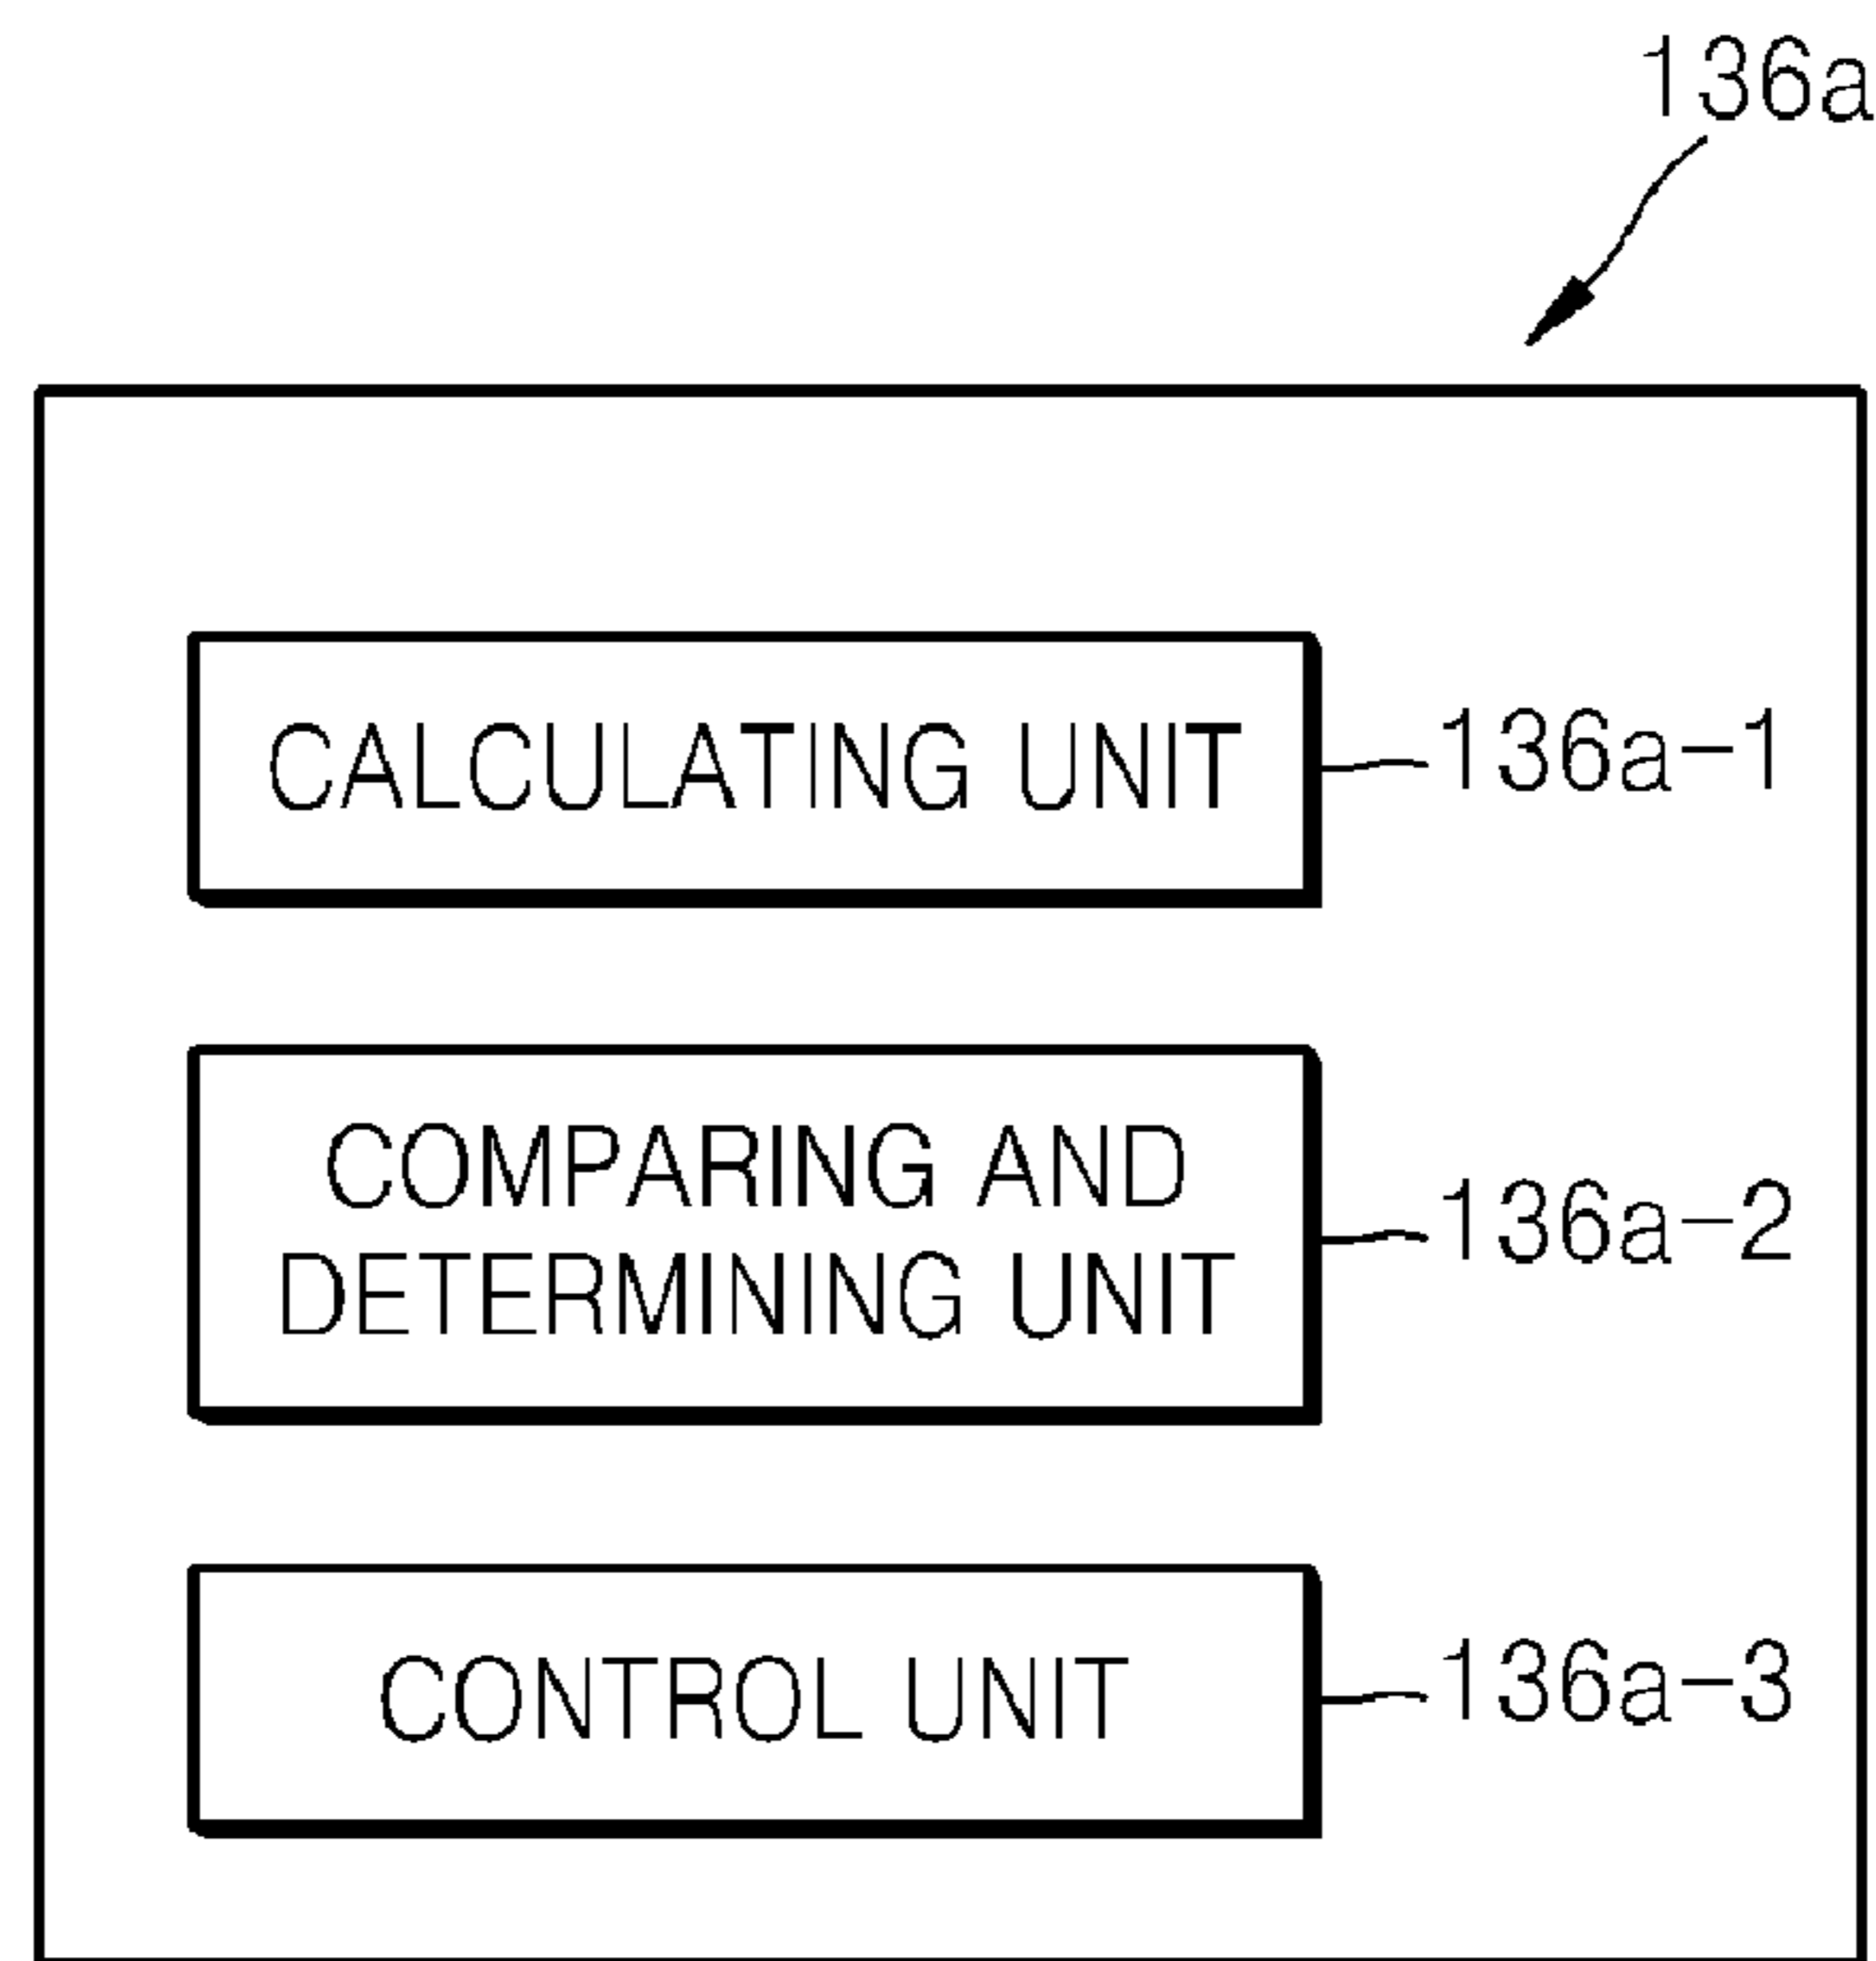 136a
CALCULATING UNIT
136a-1
COMPARING AND
DETERMINING UNIT
136a-2
CONTROL UNIT
136a-3